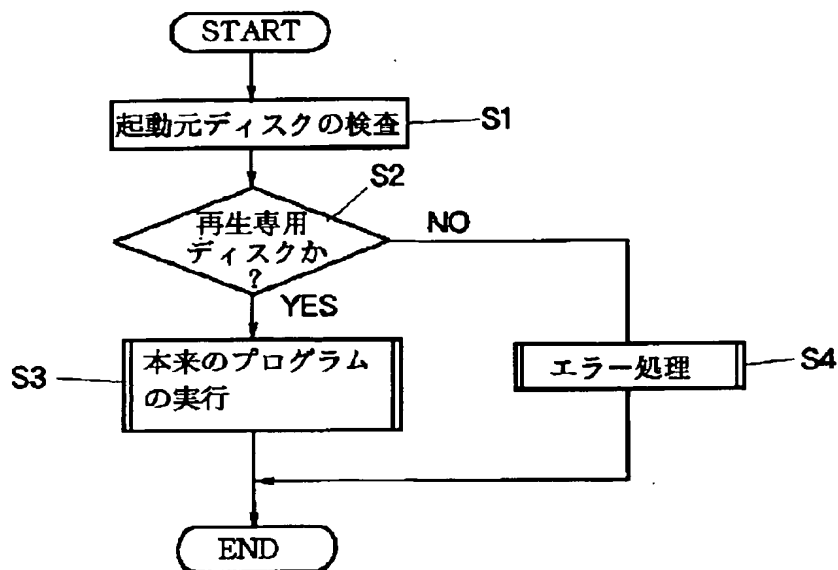 START
起動元ディスクの検査
S1
S2
再生専用
ディスクか
?
NO
YES
S3
本来のプログラム
の実行
エラー処理
S4
END